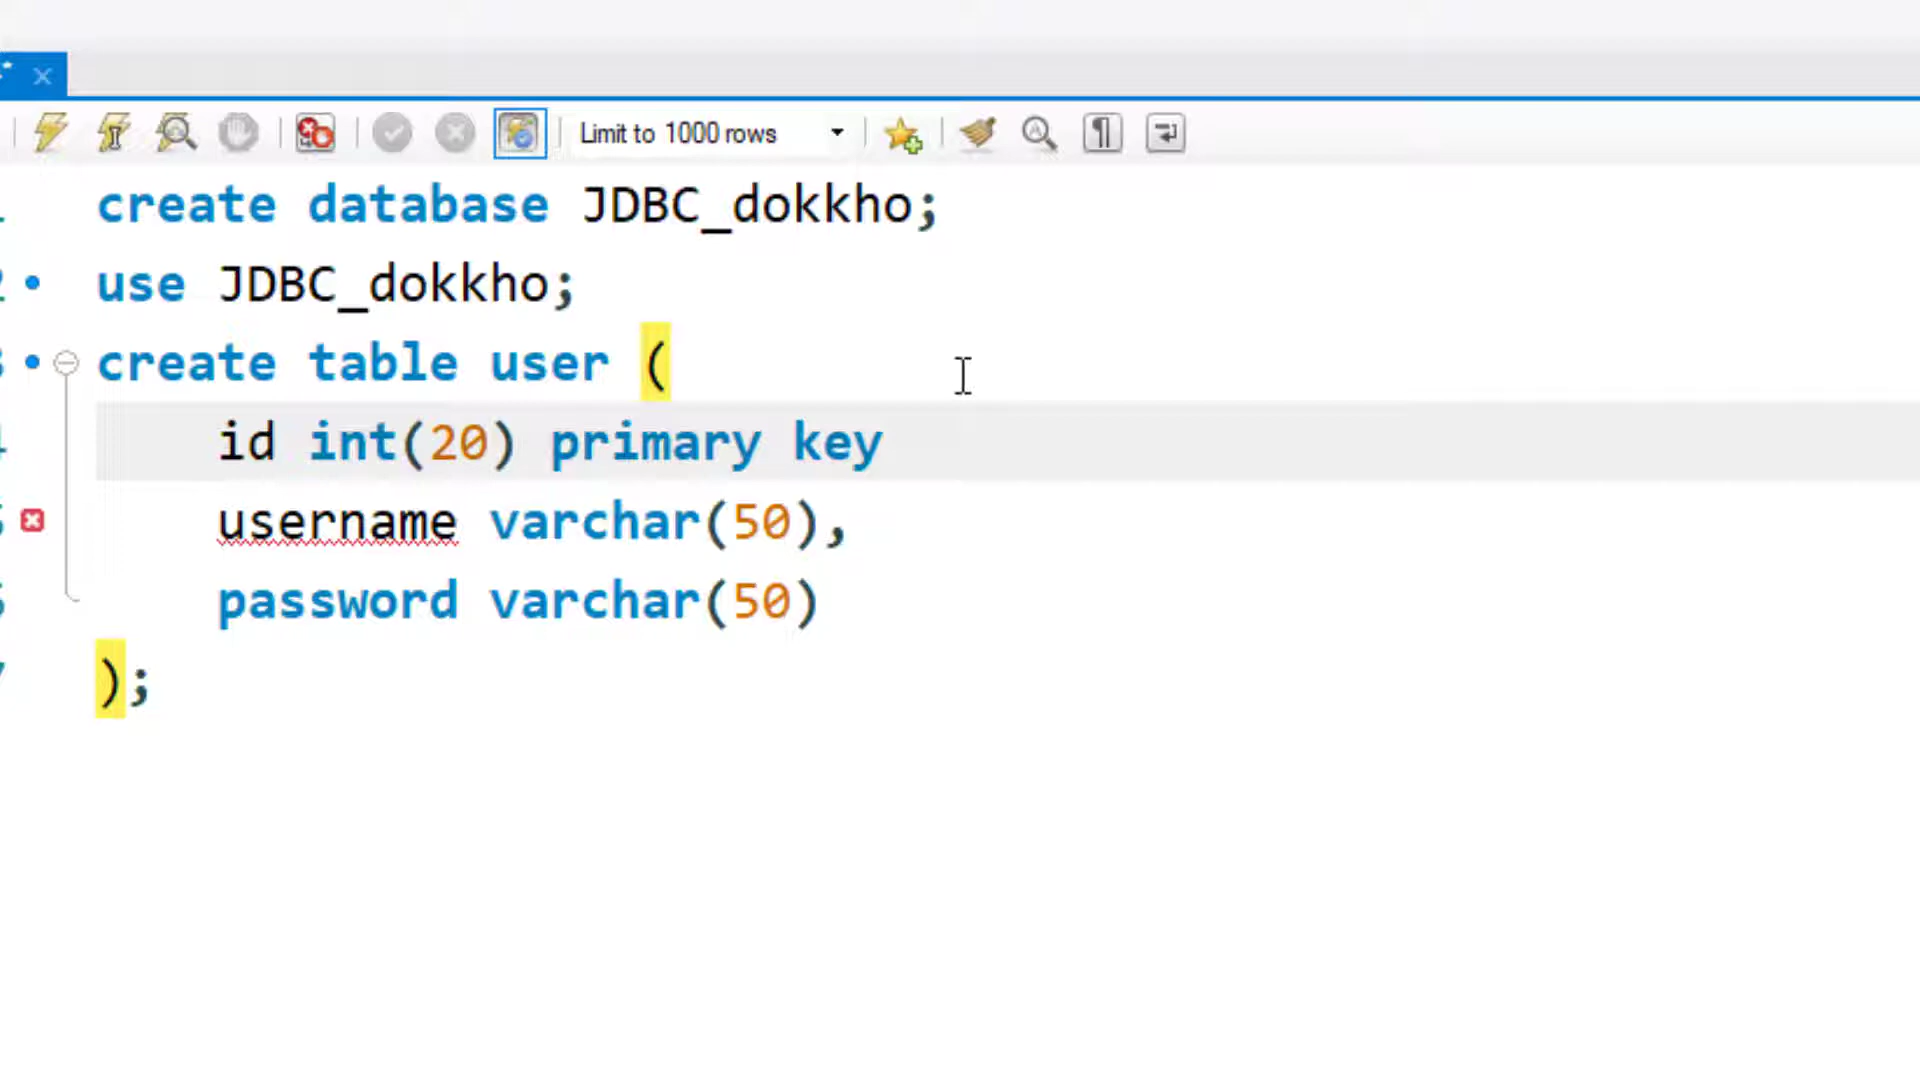 Limit to 1000 rows
create database JDBC_dokkho;
use JDBC_dokkho;
create table user (
id int(20) primary key
username varchar(50),
password varchar(50)
);